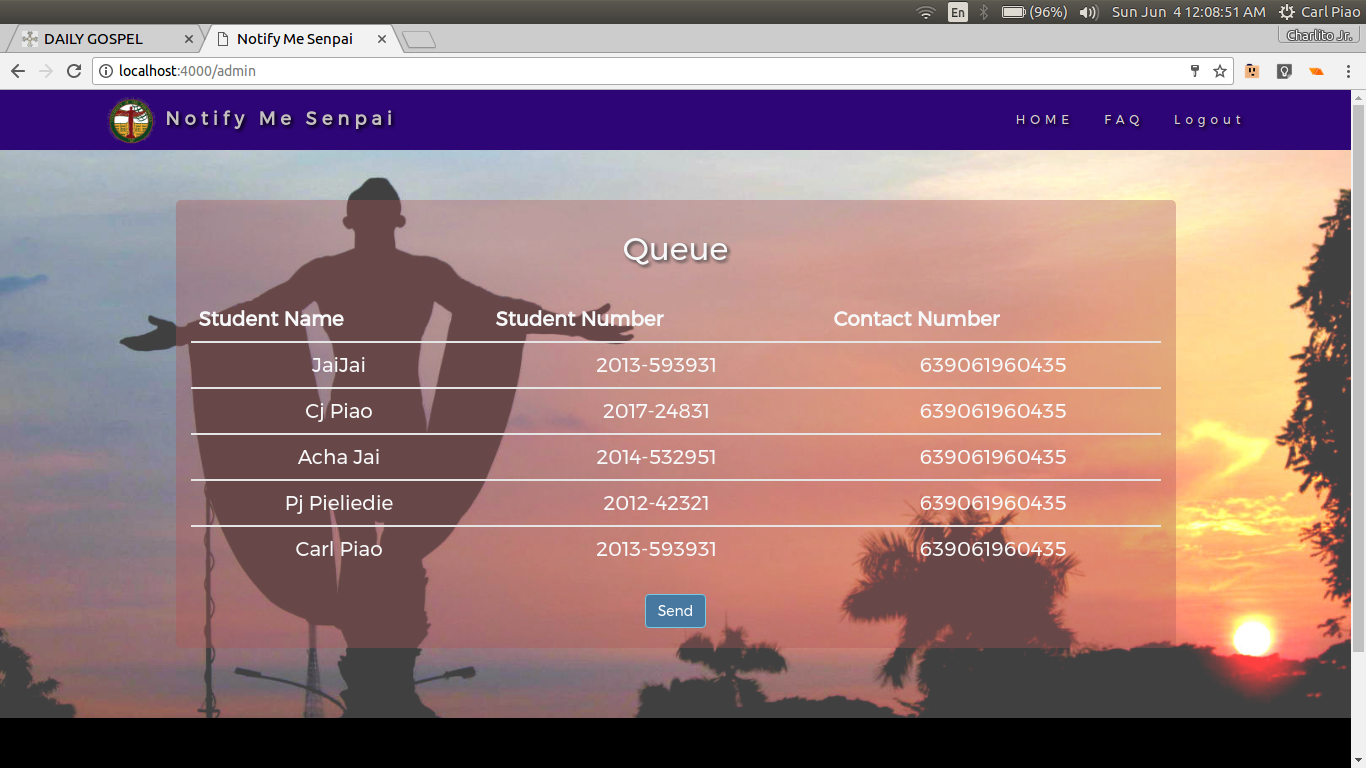 En (96%) Sun Jun 4 12:08:51 AM Carl Piao
DAILY GOSPEL Notify Me Senpai Charlito Jr.
localhost:4000/admin
Notify Me Senpai HOME FAQ Logout
Queue
Student Name Student Number Contact Number
JaiJai 2013-593931 639061960435
Cj Piao 2017-24831 639061960435
Acha Jai 2014-532951 639061960435
Pj Pieliedie 2012-42321 639061960435
Carl Piao 2013-593931 639061960435
Send